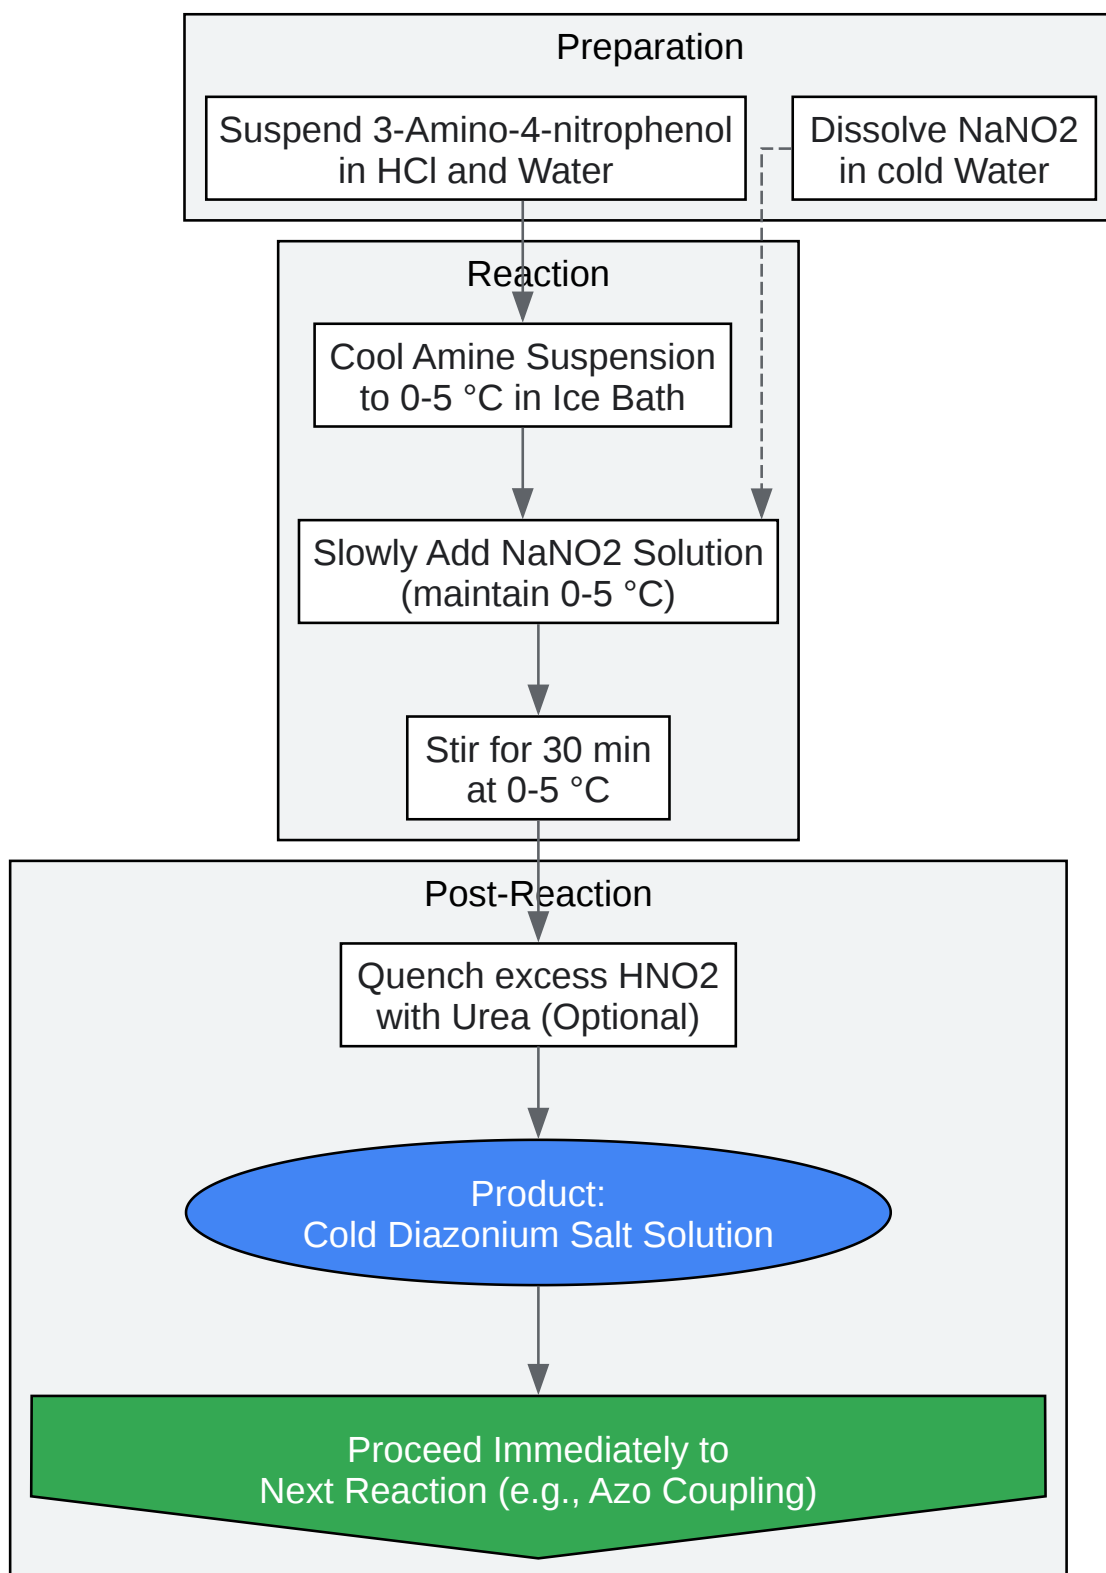 Preparation
Suspend 3-Amino-4-nitrophenol
in HCl and Water
Dissolve NaNO2
in cold Water
Reaction
Cool Amine Suspension
to 0-5 °C in Ice Bath
Slowly Add NaNO2 Solution
(maintain 0-5 °C)
Stir for 30 min
at 0-5 °C
Post-Reaction
Quench excess HNO2
with Urea (Optional)
Product:
Cold Diazonium Salt Solution
Proceed Immediately to
Next Reaction (e.g., Azo Coupling)